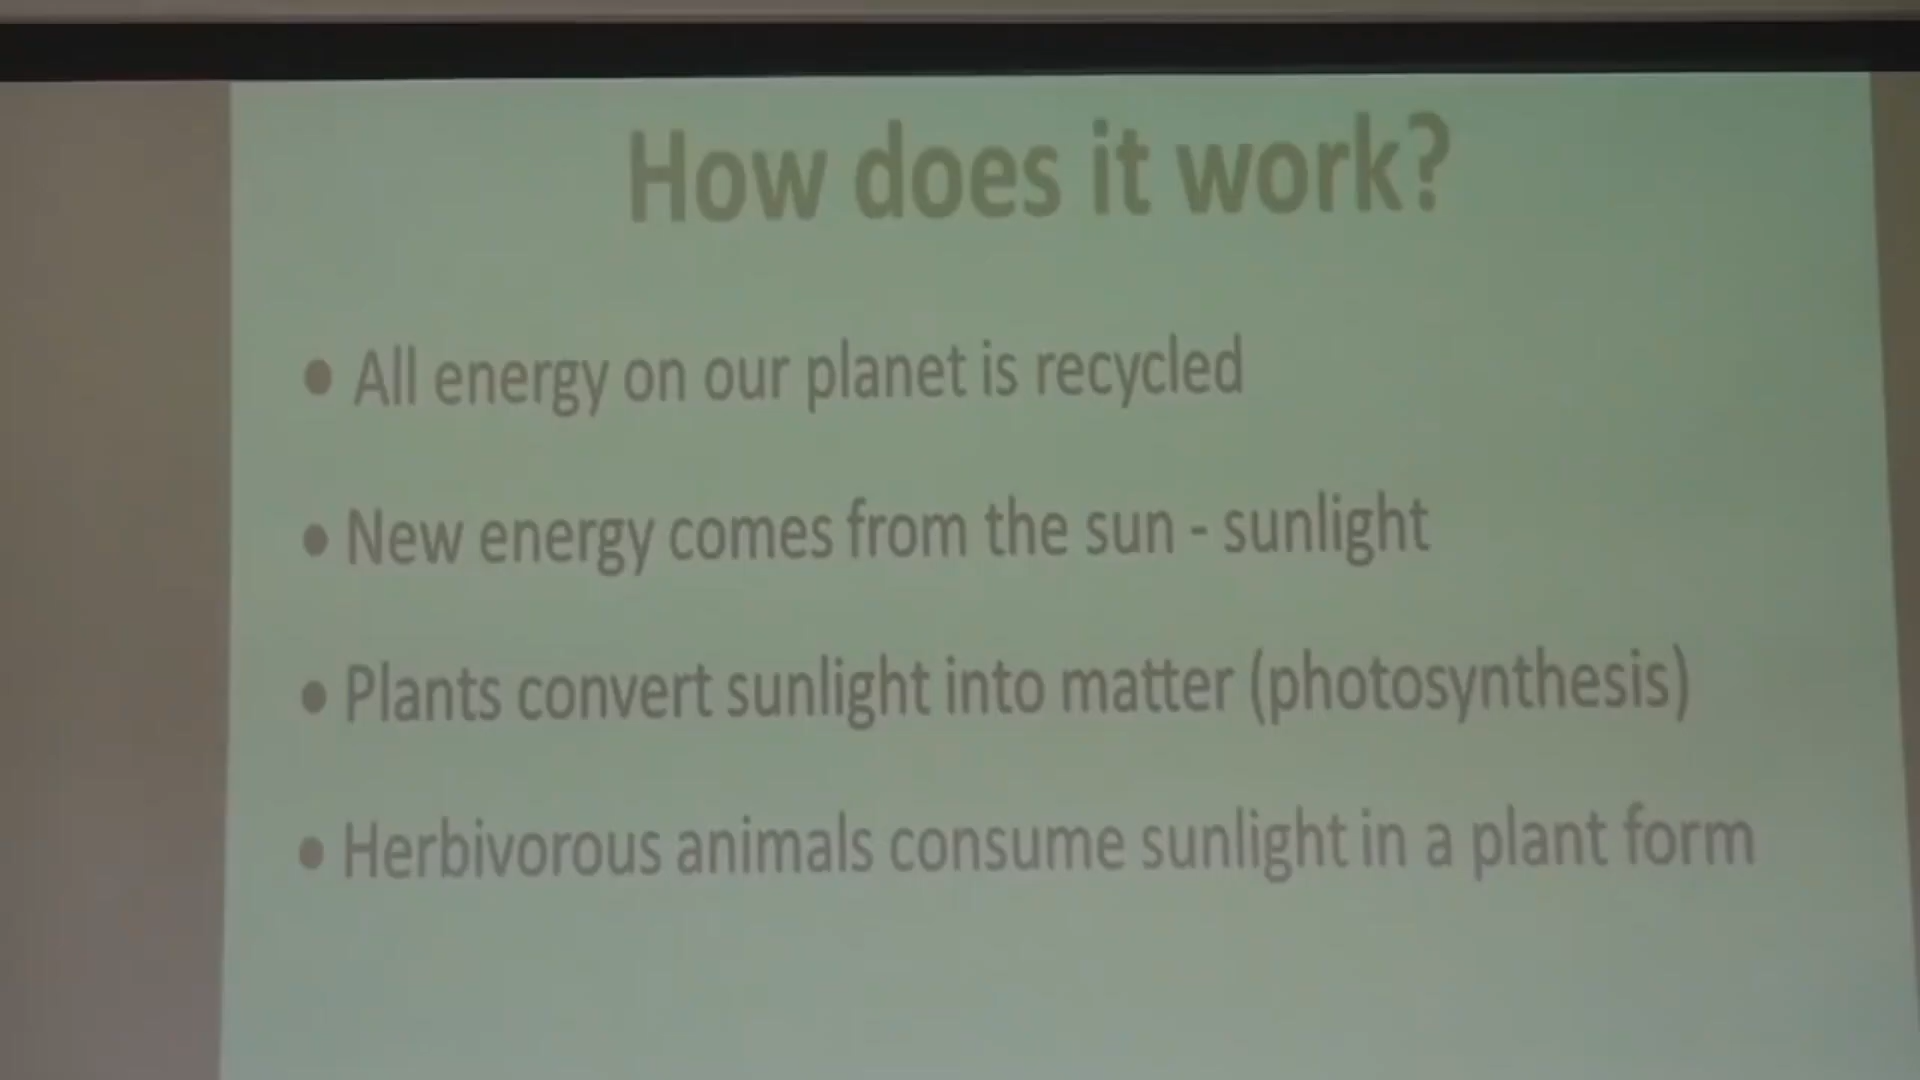 How does it work?
• All energy on our planet is recycled
• New energy comes from the sun - sunlight
• Plants convert sunlight into matter (photosynthesis)
• Herbivorous animals consume sunlight in a plant form